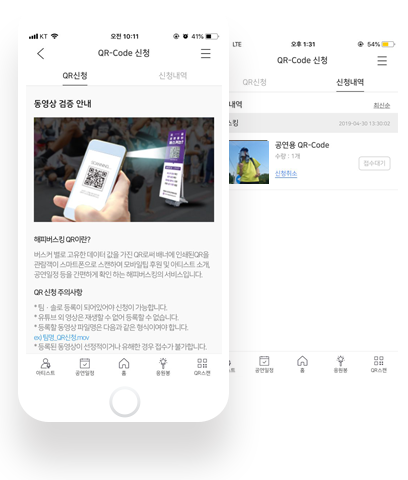 KT 오전 10:11 41%
QR-Code 신청
QR신청 신청내역
동영상 검증 안내
SCANNING...
해피버스킹 QR이란?
버스커 별로 고유한 데이터 값을 가진 QR로써 배너에 인쇄된QR을
관람객이 스마트폰으로 스캔하여 모바일팁 후원 및 아티스트 소개,
공연일정 등을 간편하게 확인 하는 해피버스킹의 서비스입니다.
QR 신청 주의사항
* 팀 · 솔로 등록이 되어있어야 신청이 가능합니다.
* 유튜브 외 영상은 재생할 수 없어 등록할 수 없습니다.
* 등록할 동영상 파일명은 다음과 같은 형식이여야 합니다.
ex) 팀명_QR신청.mov
* 등록된 동영상이 선정적이거나 유해한 경우 접수가 불가합니다.
아티스트 공연일정 홈 응원봉 QR스캔
LTE 오후 1:31 54%
QR-Code 신청
QR신청 신청내역
내역 최신순
스킹 2019-04-30 13:30:02
공연용 QR-Code
수량 : 1개
신청취소 접수대기
스트 공연일정 홈 응원봉 QR스캔